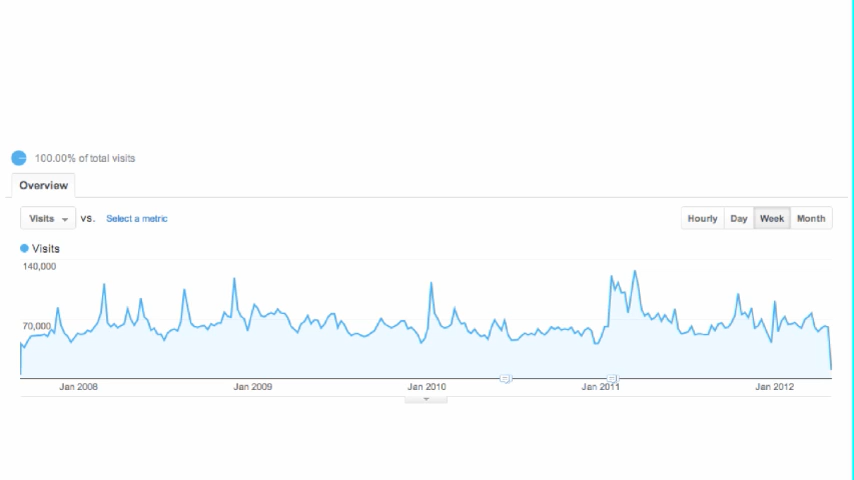 100.00% of total visits
Overview
Visits vs. Select a metric Hourly Day Week Month
Visits
140,000
70,000
Jan 2008 Jan 2009 Jan 2010 Jan 2011 Jan 2012